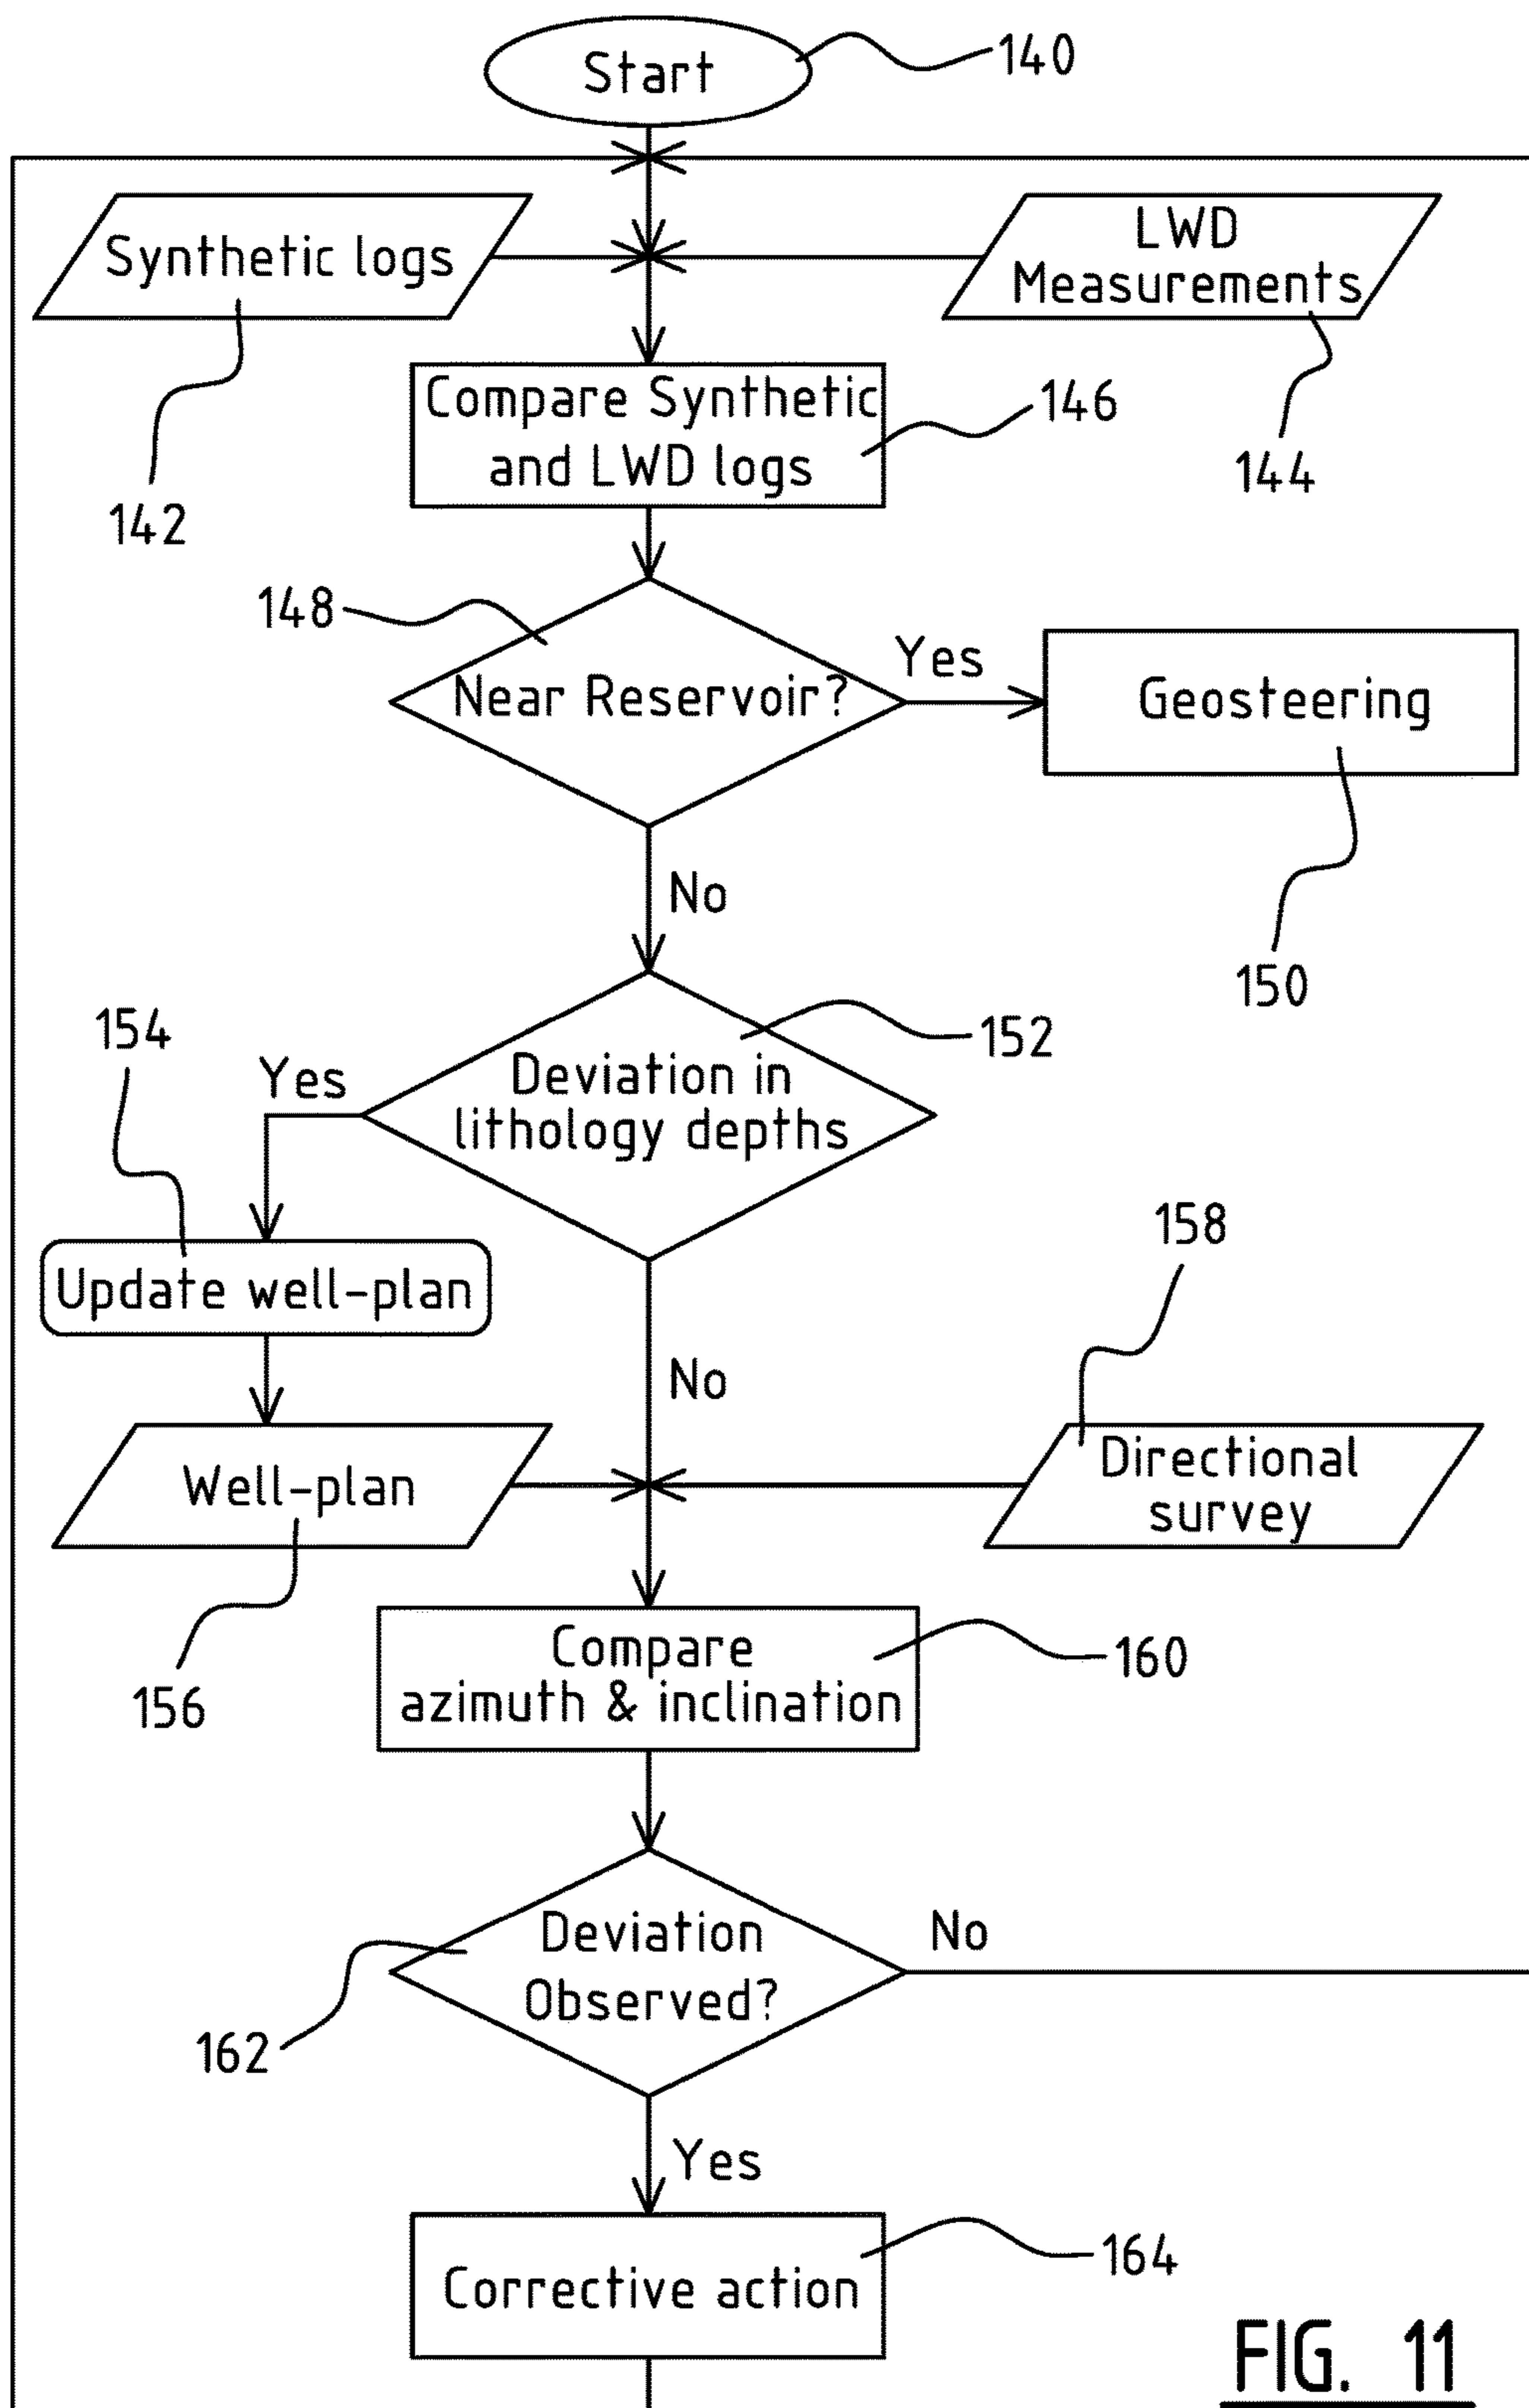 Start
140
Synthetic logs
LWD
Measurements
142
144
Compare Synthetic
and LWD logs
146
148
Near Reservoir?
Yes
Geosteering
150
No
152
Deviation in
lithology depths
154
Yes
Update well-plan
No
158
Well-plan
Directional
survey
156
Compare
azimuth & inclination
160
Deviation
Observed?
No
162
Yes
Corrective action
164
FIG. 11